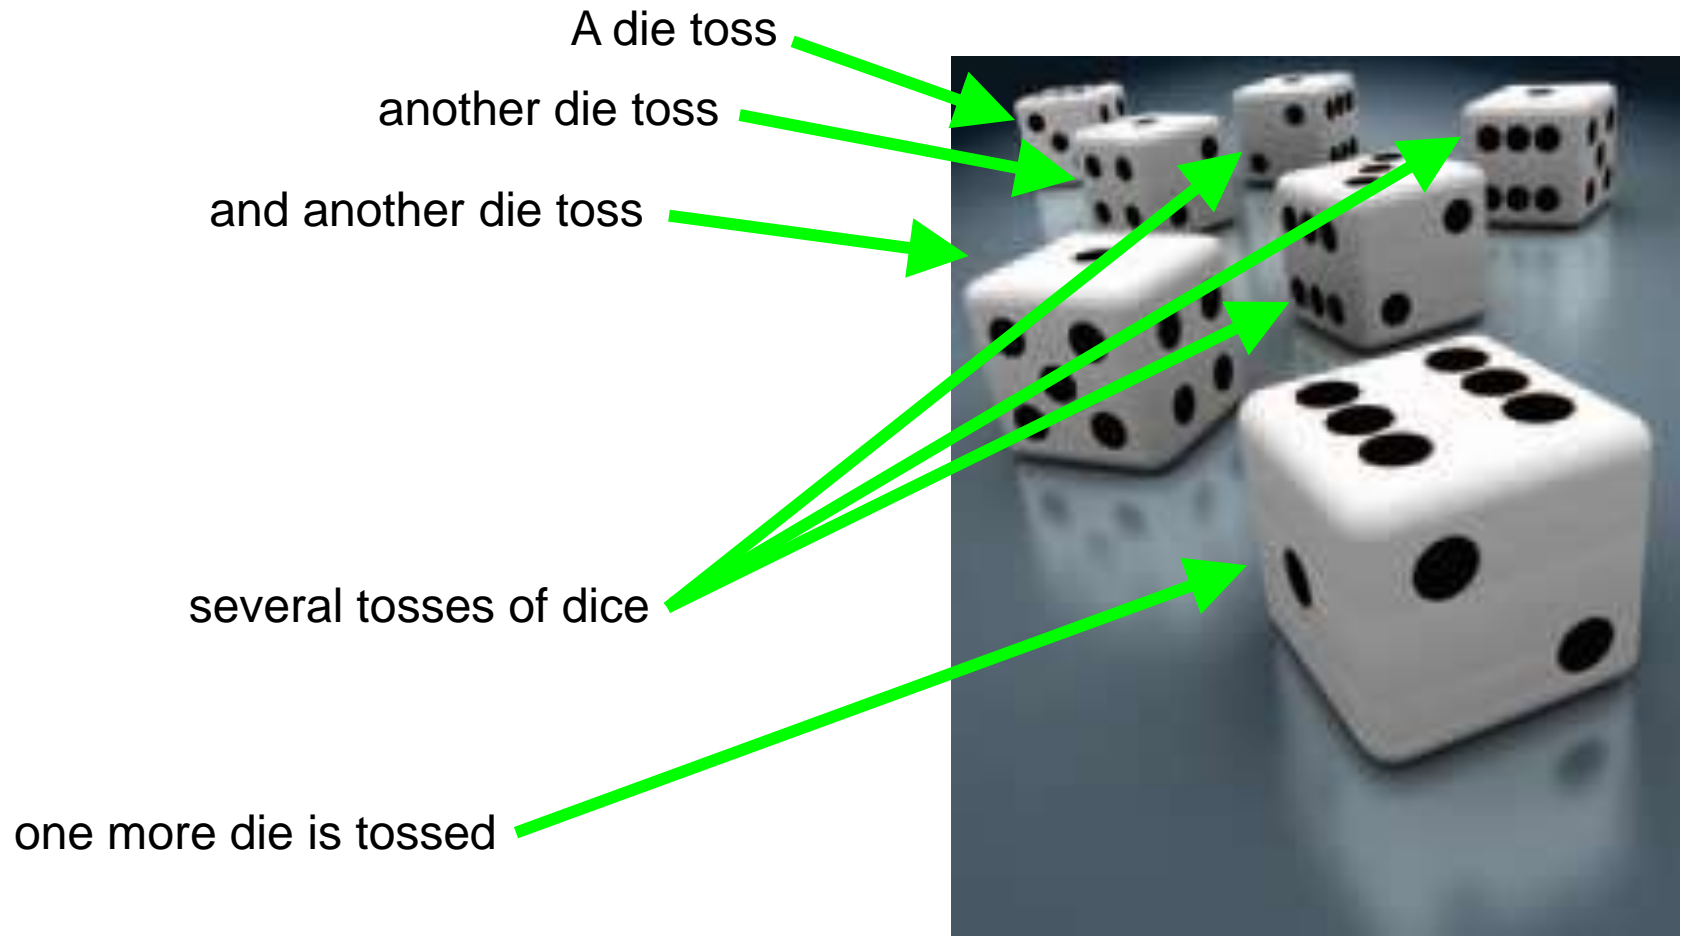 A die toss
another die toss
and another die toss
several tosses of dice
one more die is tossed